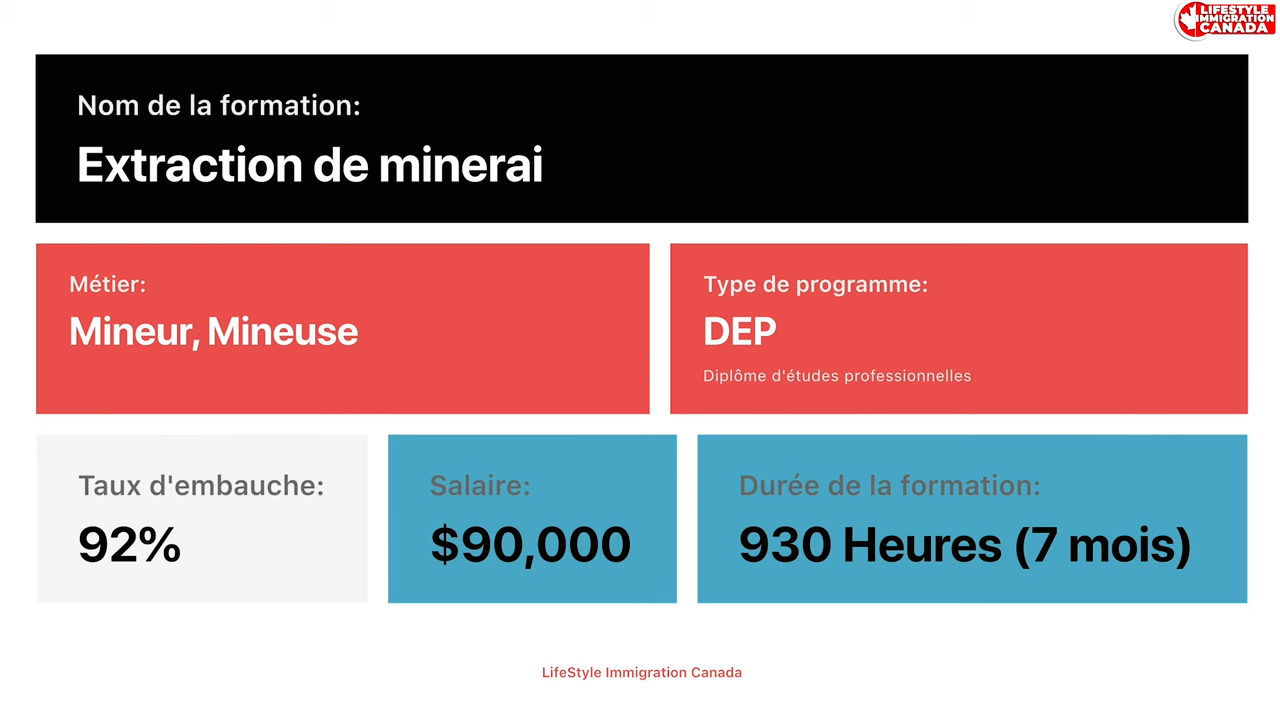 LIFESTYLE
IMMIGRATION
CANADA
Nom de la formation:
Extraction de minerai
Métier:
Mineur, Mineuse
Type de programme:
DEP
Diplôme d'études professionnelles
Taux d'embauche:
92%
Salaire:
$90,000
Durée de la formation:
930 Heures (7 mois)
LifeStyle Immigration Canada